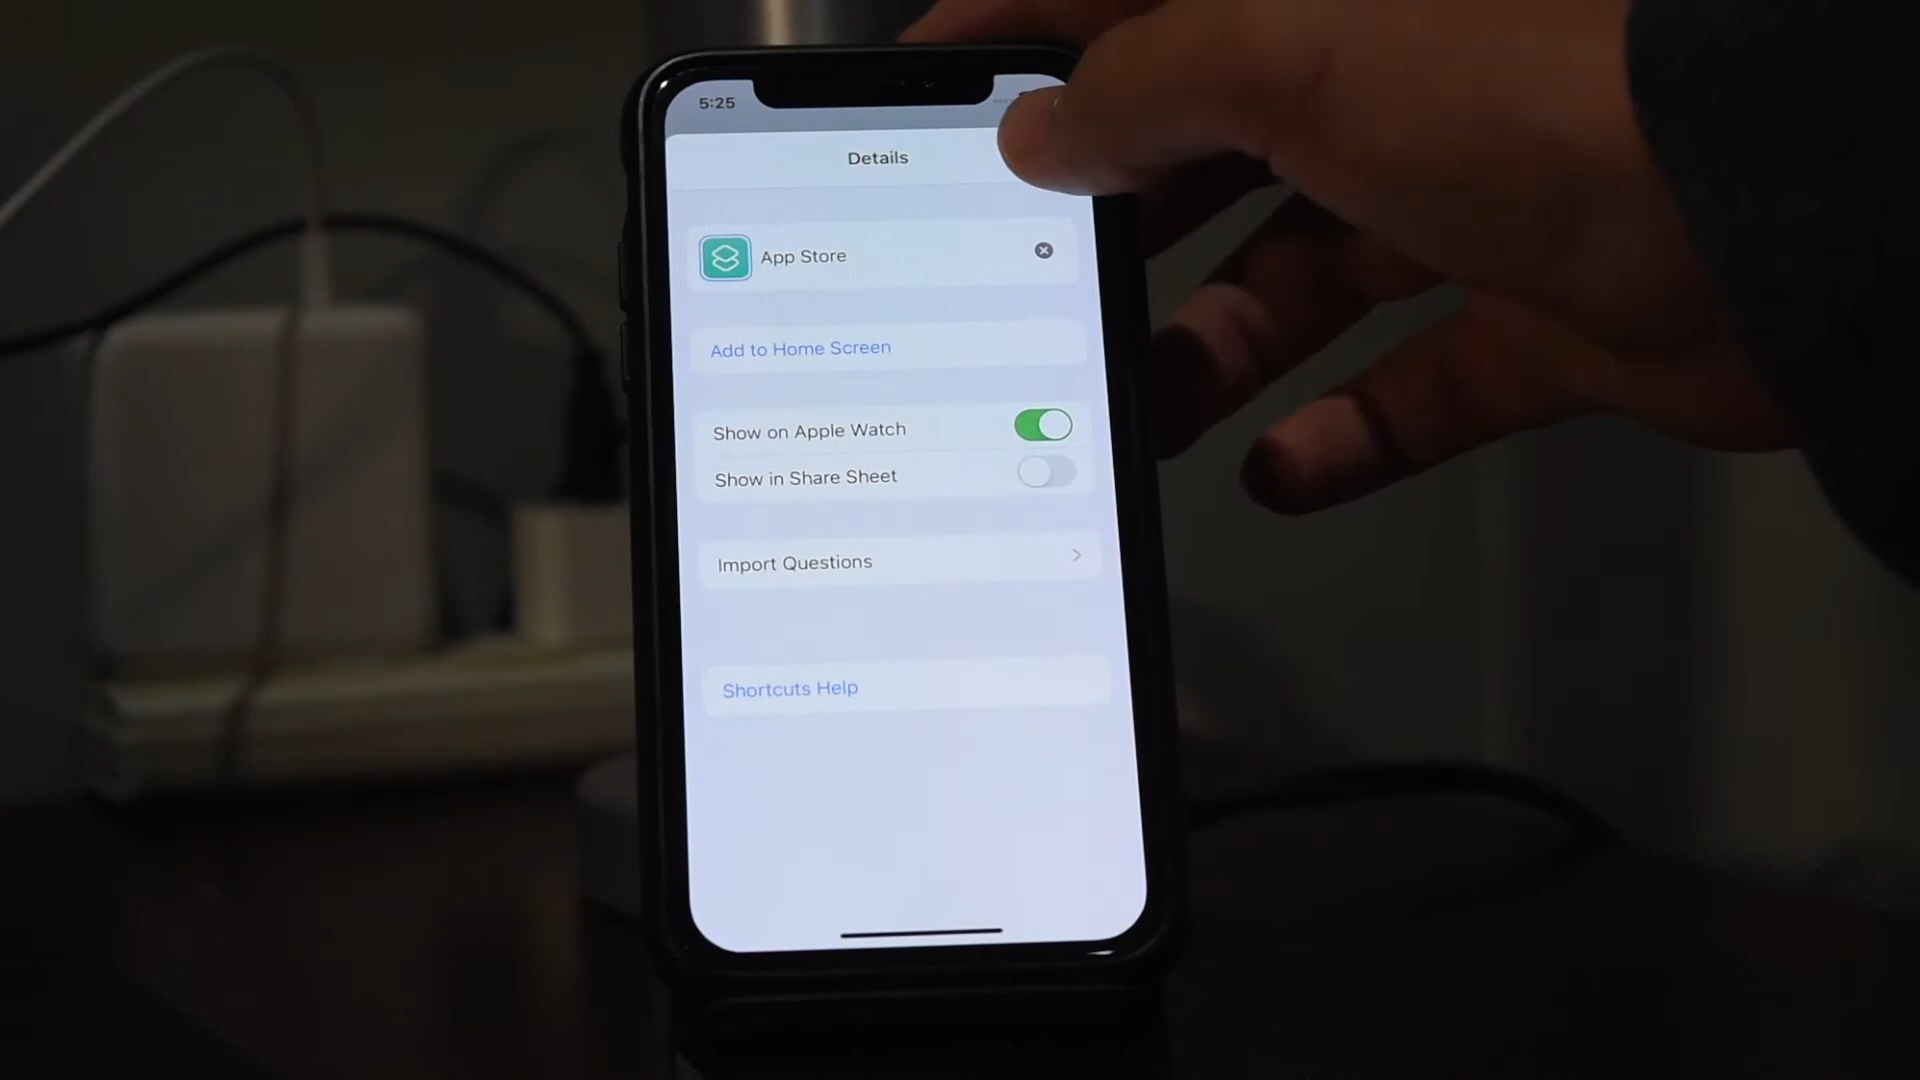 5:25
Details
App Store
Add to Home Screen
Show on Apple Watch
Show in Share Sheet
Import Questions
Shortcuts Help